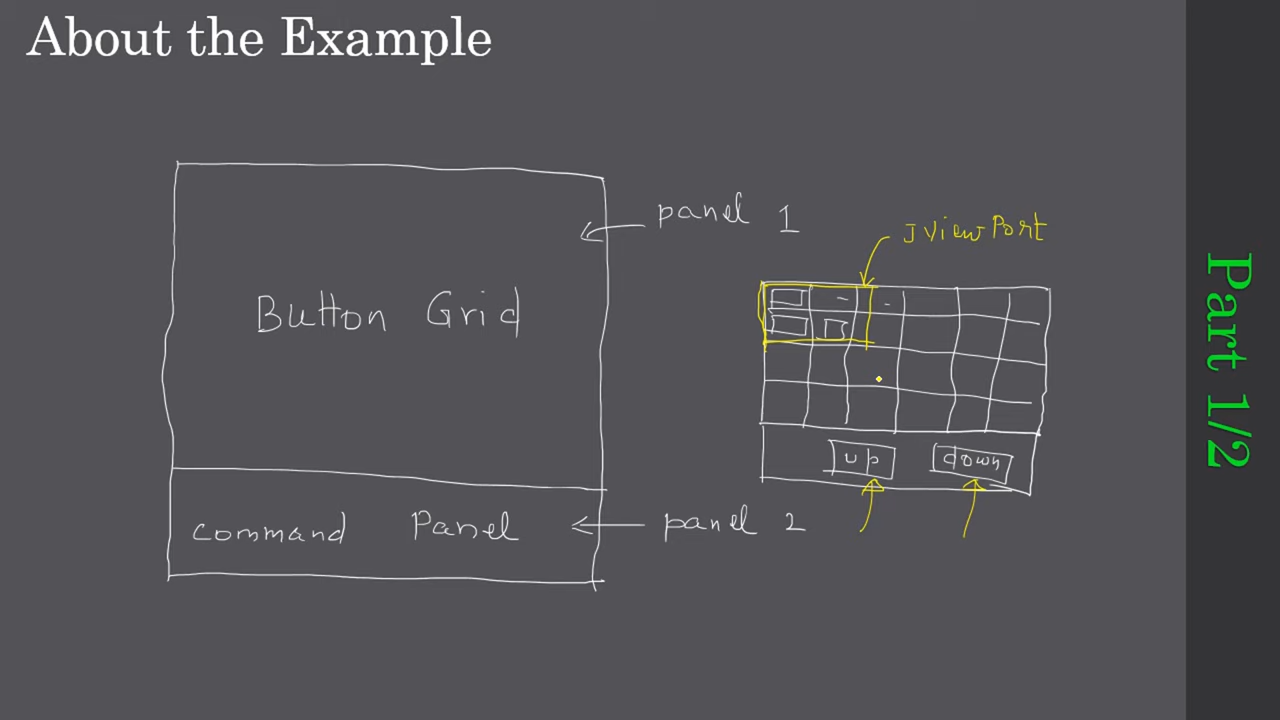 About the Example
panel 1
JViewPort
Button Grid
up down
command Panel
panel 2
Part 1/2